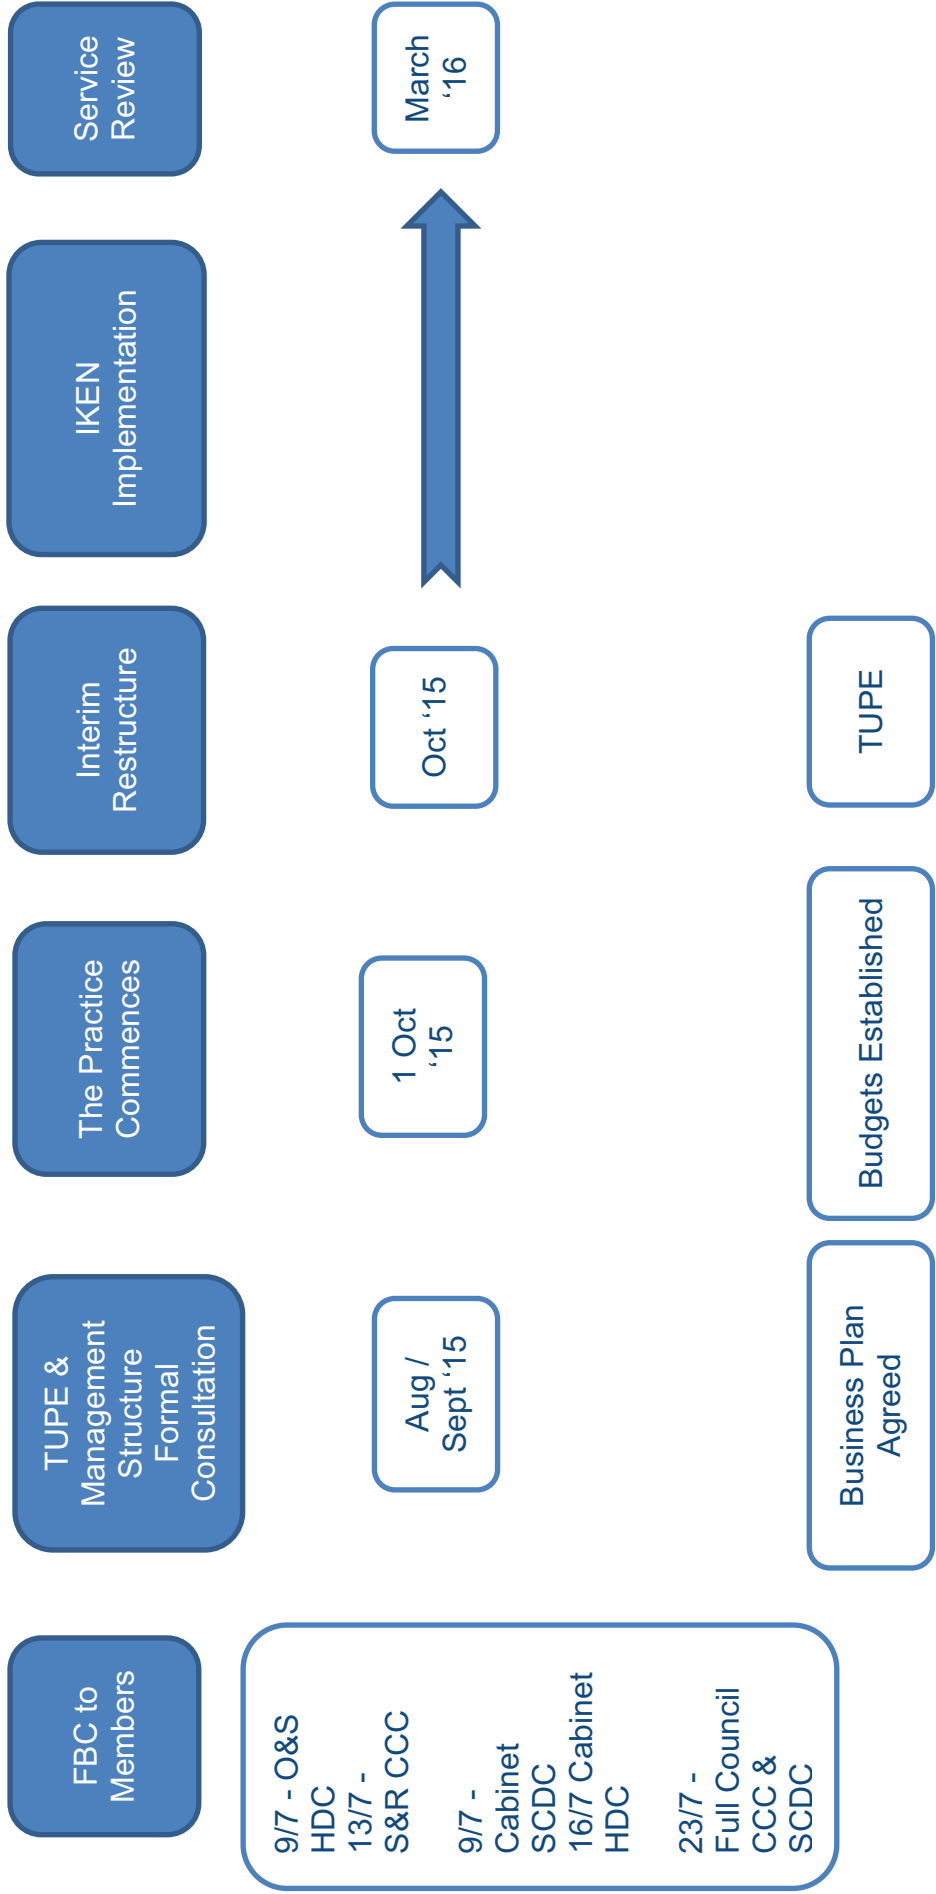 FBC to
Members
TUPE &
Management
Structure
Formal
Consultation
The Practice
Commences
Interim
Restructure
IKEN
Implementation
Service
Review
9/7 - O&S
HDC
13/7 -
S&R CCC
9/7 -
Cabinet
SCDC
16/7 Cabinet
HDC
23/7 -
Full Council
CCC &
SCDC
Aug /
Sept ‘15
1 Oct
‘15
Oct ‘15
March
‘16
Business Plan
Agreed
Budgets Established
TUPE